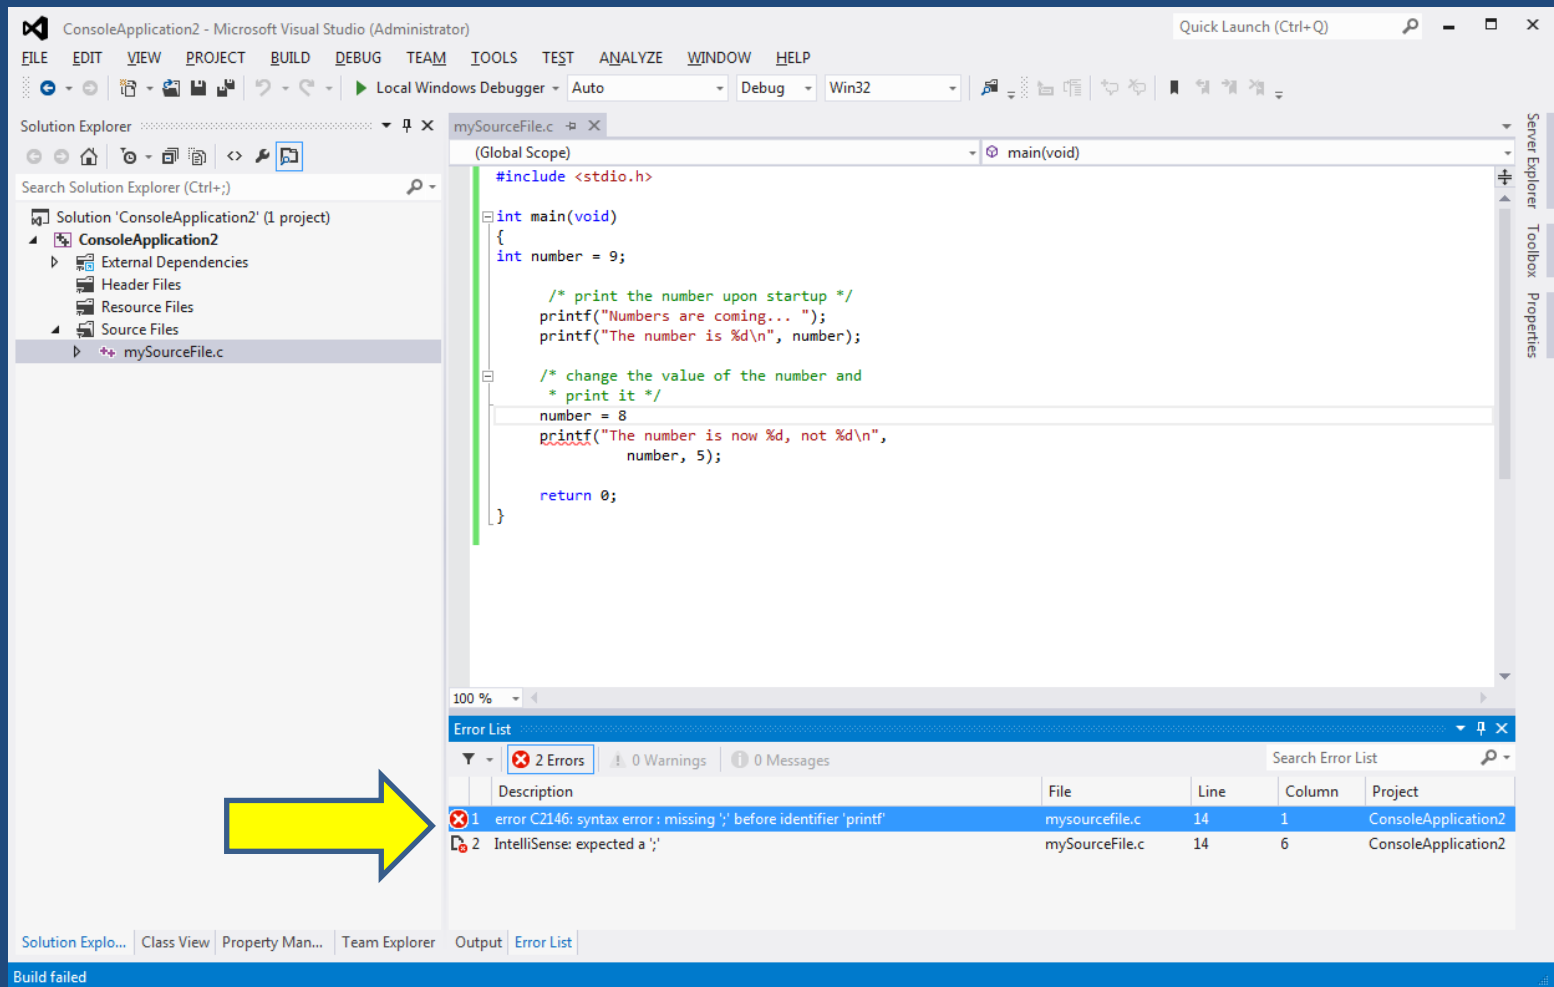 ConsoleApplication2 - Microsoft Visual Studio (Administrator)
Quick Launch (Ctrl+Q)
FILE EDIT VIEW PROJECT BUILD DEBUG TEAM TOOLS TEST ANALYZE WINDOW HELP
Local Windows Debugger Auto Debug Win32
Solution Explorer
Search Solution Explorer (Ctrl+;)
Solution 'ConsoleApplication2' (1 project)
ConsoleApplication2
External Dependencies
Header Files
Resource Files
Source Files
mySourceFile.c
mySourceFile.c
(Global Scope) main(void)
#include <stdio.h>
int main(void)
{
int number = 9;
/* print the number upon startup */
printf("Numbers are coming... ");
printf("The number is %d\n", number);
/* change the value of the number and
* print it */
number = 8
printf("The number is now %d, not %d\n",
number, 5);
return 0;
}
100 %
Server Explorer
Toolbox
Properties
Error List
2 Errors 0 Warnings 0 Messages Search Error List
Description File Line Column Project
1 error C2146: syntax error : missing ';' before identifier 'printf' mysourcefile.c 14 1 ConsoleApplication2
2 IntelliSense: expected a ';' mySourceFile.c 14 6 ConsoleApplication2
Solution Explo... Class View Property Man... Team Explorer Output Error List
Build failed